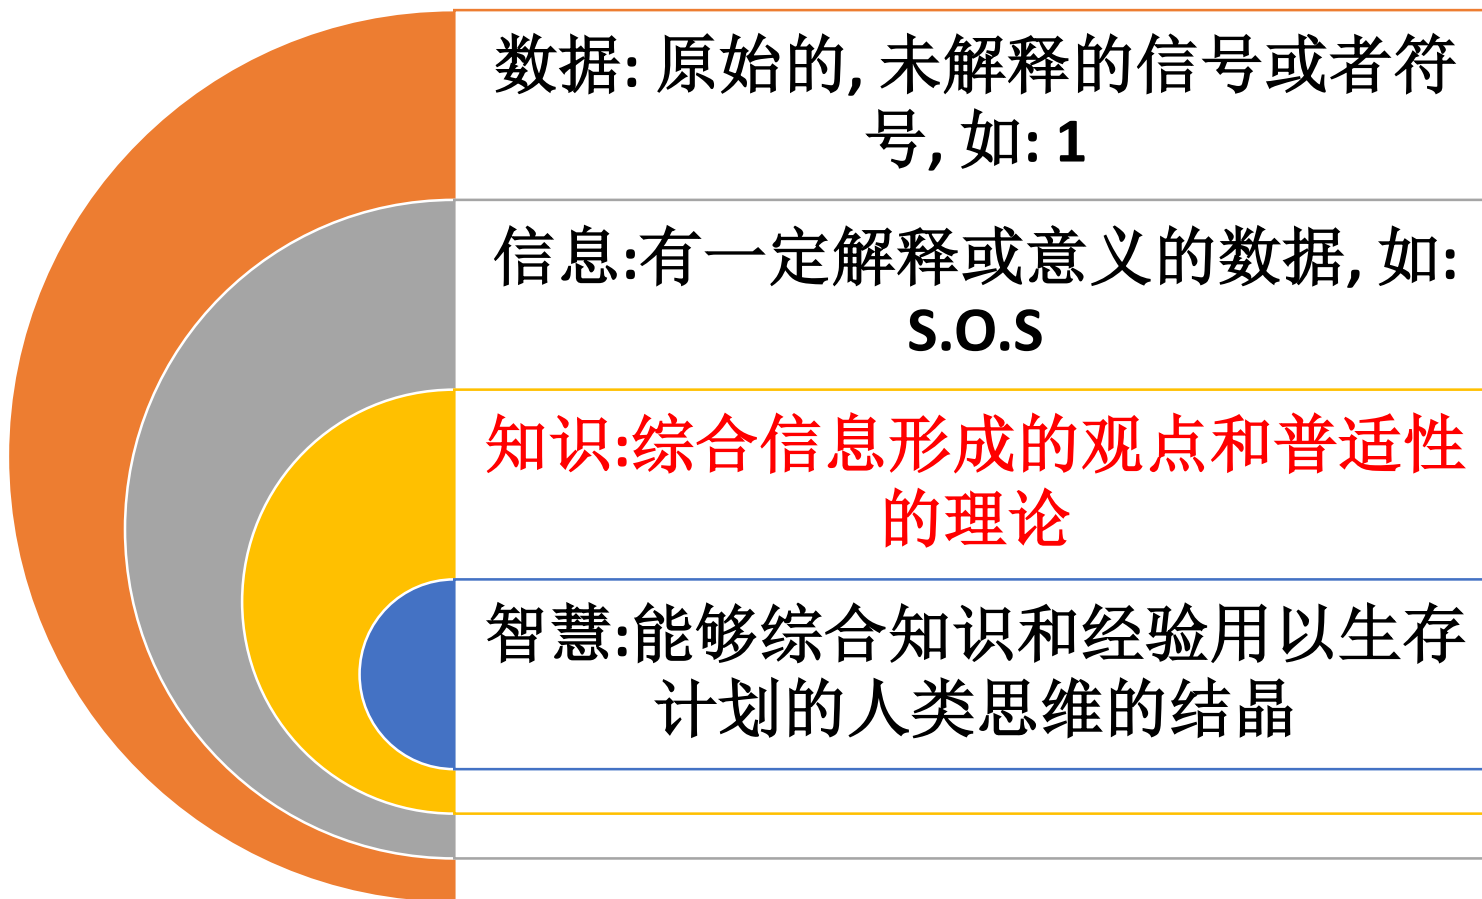 数据: 原始的, 未解释的信号或者符
号, 如: 1
信息:有一定解释或意义的数据, 如:
S.O.S
知识:综合信息形成的观点和普适性
的理论
智慧:能够综合知识和经验用以生存
计划的人类思维的结晶